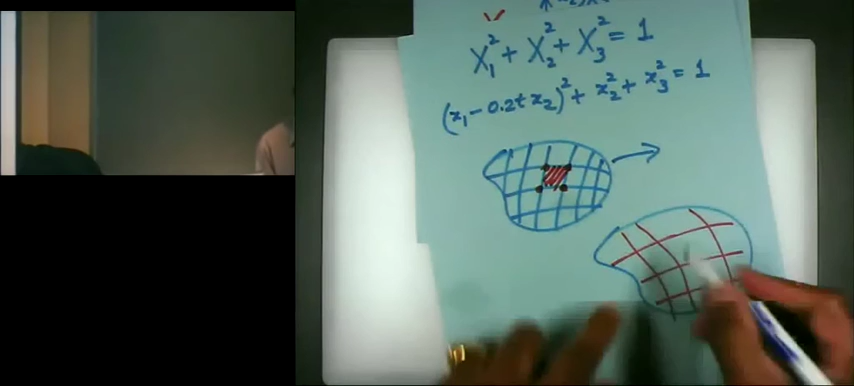 X₁² + X₂² + X₃² = 1
(x₁ - 0.2t x₂)² + x₂² + x₃² = 1